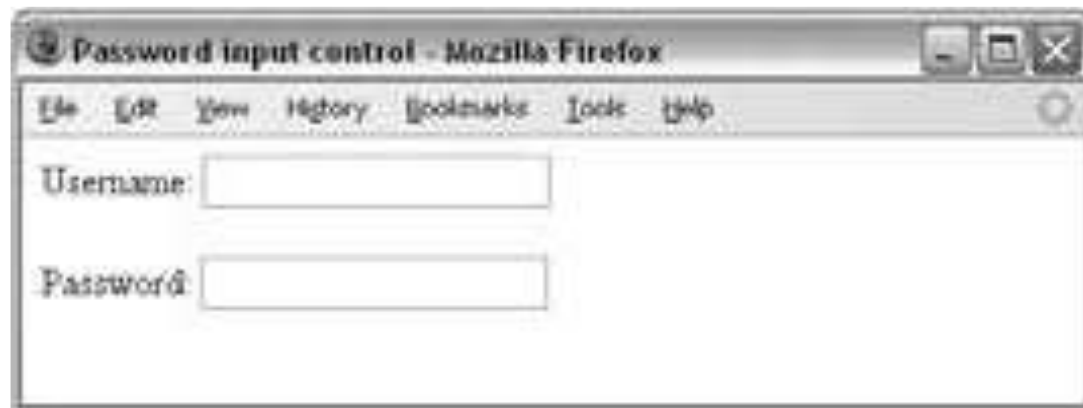 Password input control - Mozilla Firefox
File Edit View History Bookmarks Tools Help
Username:
Password: